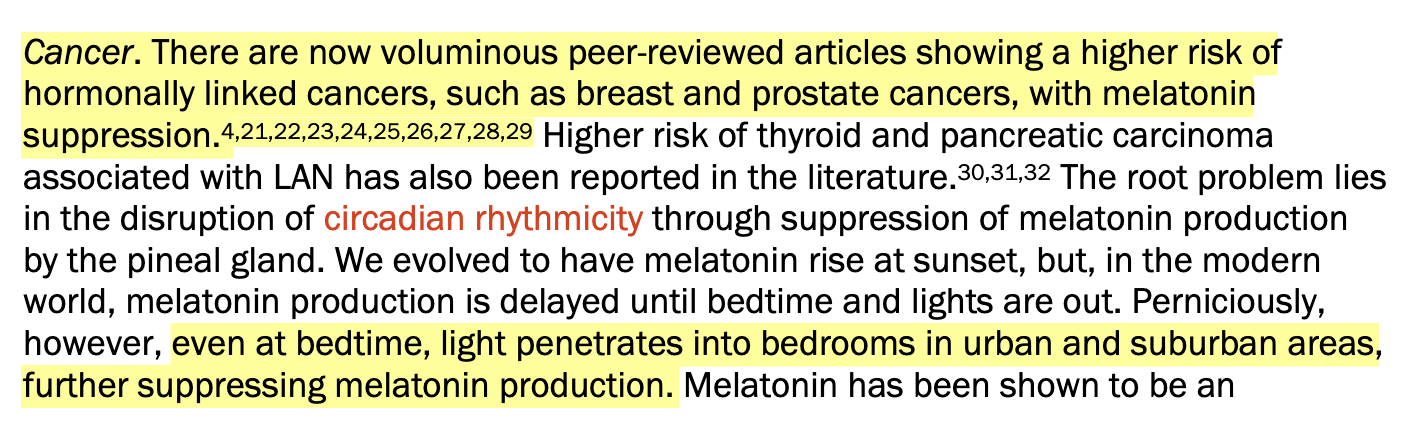 Cancer. There are now voluminous peer-reviewed articles showing a higher risk of
hormonally linked cancers, such as breast and prostate cancers, with melatonin
suppression.4,21,22,23,24,25,26,27,28,29 Higher risk of thyroid and pancreatic carcinoma
associated with LAN has also been reported in the literature.30,31,32 The root problem lies
in the disruption of circadian rhythmicity through suppression of melatonin production
by the pineal gland. We evolved to have melatonin rise at sunset, but, in the modern
world, melatonin production is delayed until bedtime and lights are out. Perniciously,
however, even at bedtime, light penetrates into bedrooms in urban and suburban areas,
further suppressing melatonin production. Melatonin has been shown to be an